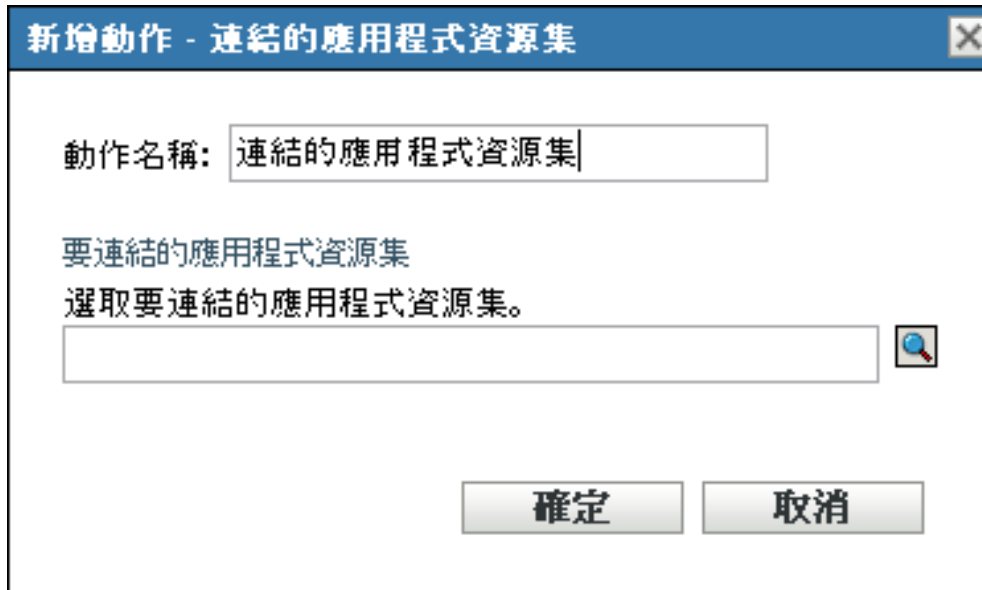 新增動作 - 連結的應用程式資源集
動作名稱: 連結的應用程式資源集
要連結的應用程式資源集
選取要連結的應用程式資源集。
確定 取消